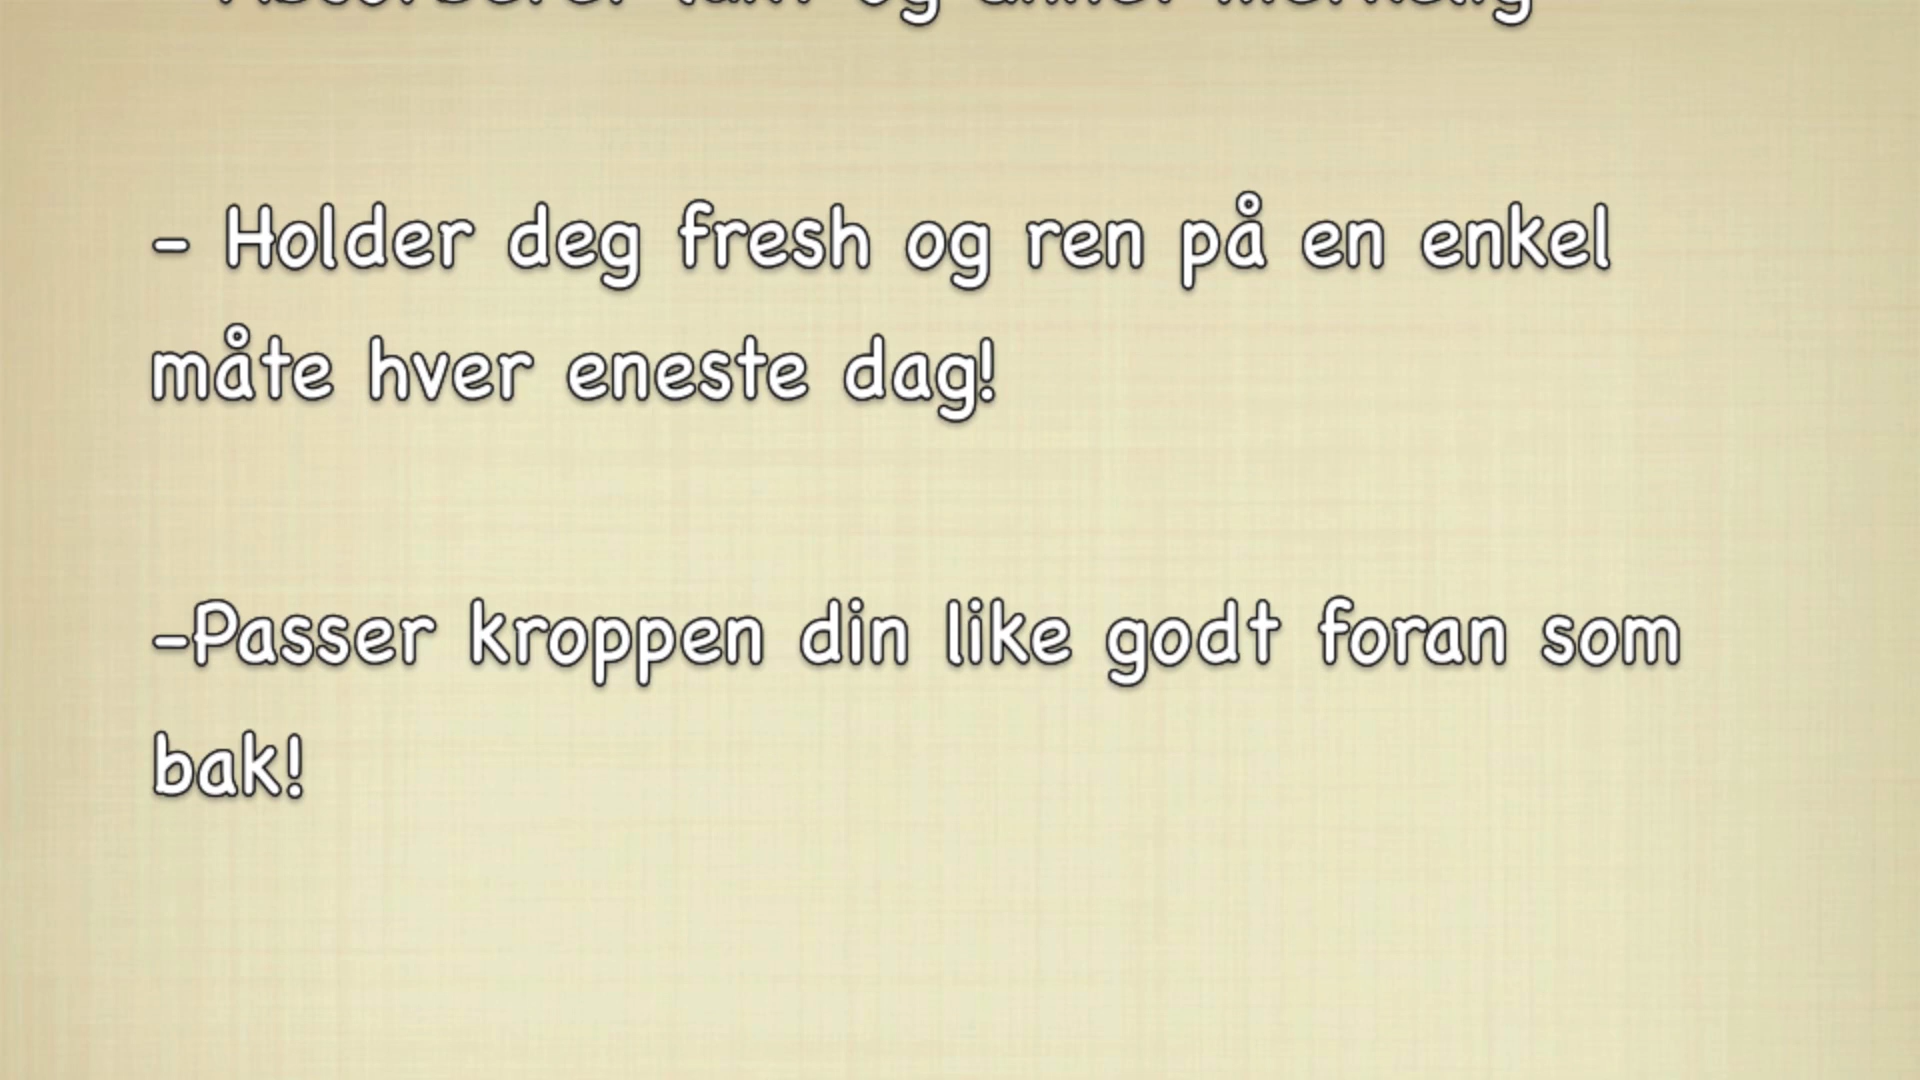 og
- Holder deg fresh og ren på en enkel
måte hver eneste dag!
-Passer kroppen din like godt foran som
bak!